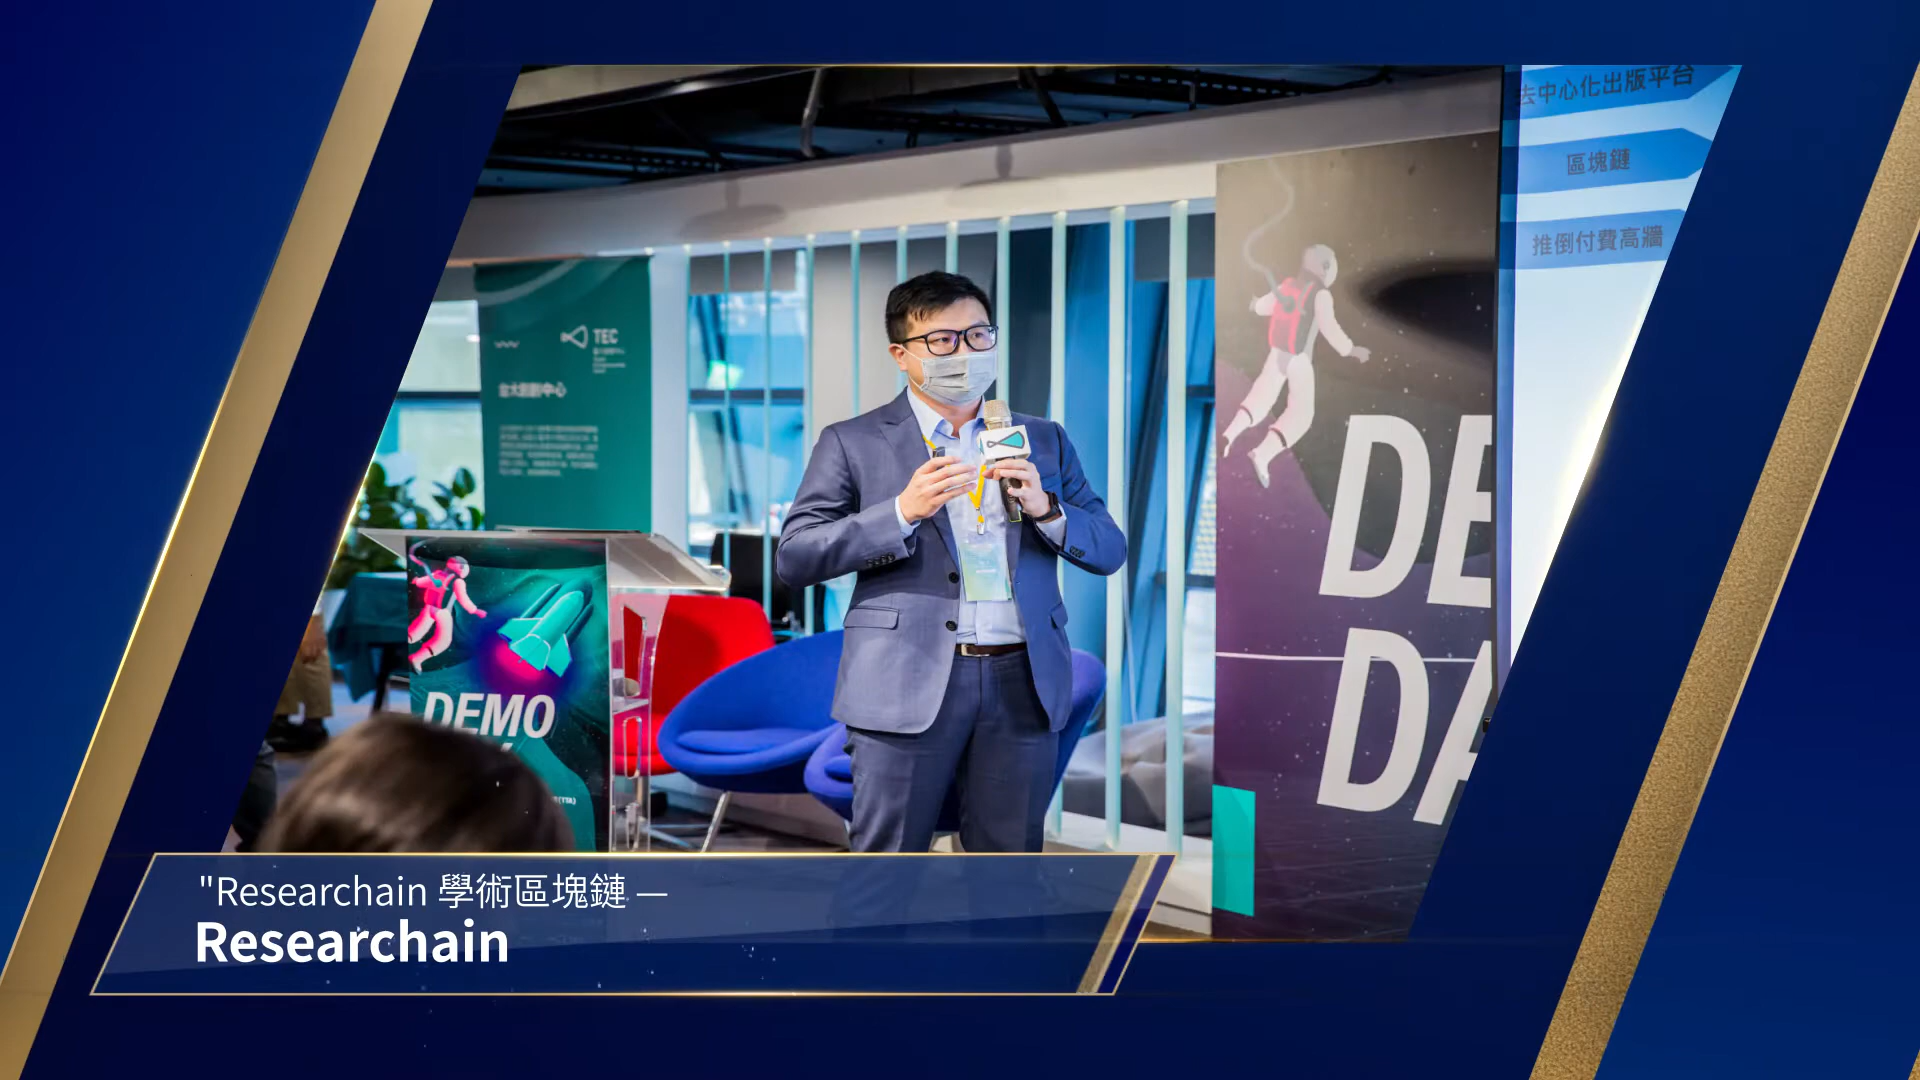 去中心化出版平台
區塊鏈
推倒付費高牆
TEC
台大創創中心
DE
DA
DEMO
(TTA)
"Researchain 學術區塊鏈 —
Researchain